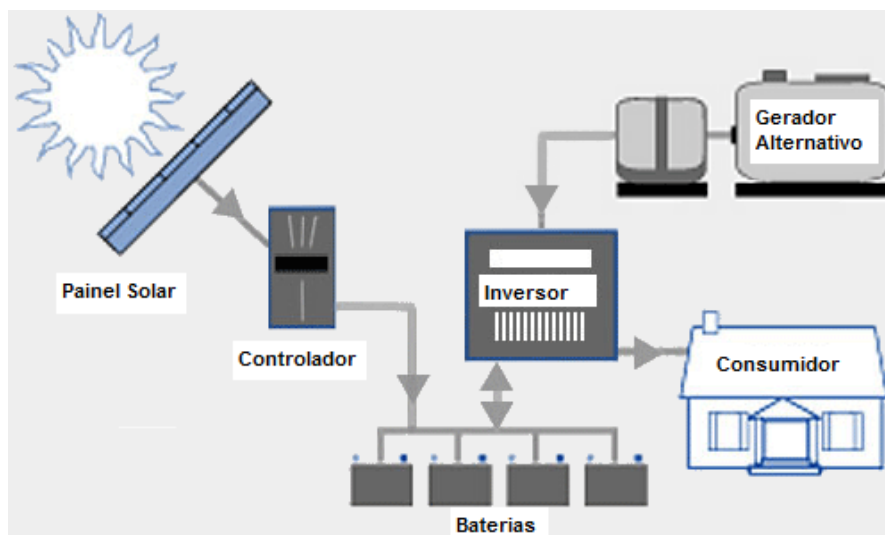 Gerador
Alternativo
Painel Solar
Inversor
Controlador
Consumidor
Baterias